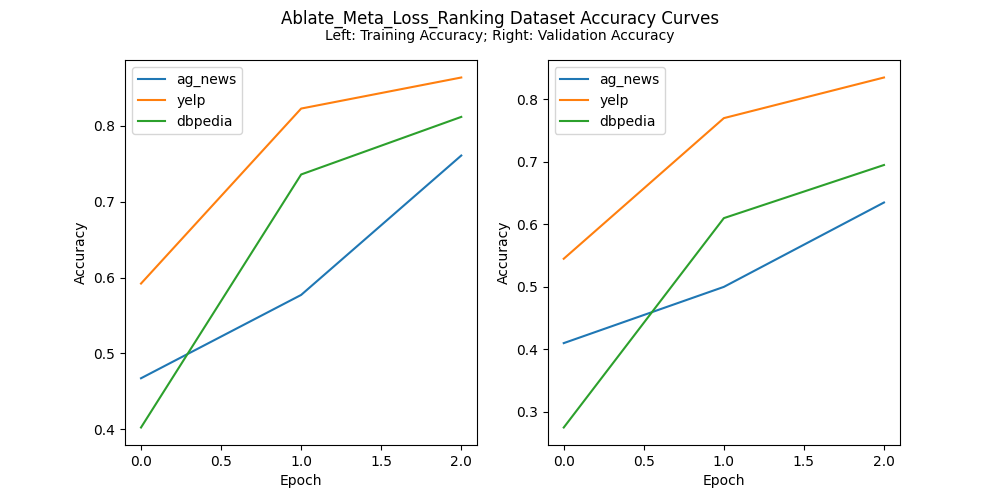 Ablate_Meta_Loss_Ranking Dataset Accuracy Curves
Left: Training Accuracy; Right: Validation Accuracy
ag_news
yelp
dbpedia
Accuracy
0.8
0.7
0.6
0.5
0.4
0.0 0.5 1.0 1.5 2.0
Epoch
ag_news
yelp
dbpedia
Accuracy
0.8
0.7
0.6
0.5
0.4
0.3
0.0 0.5 1.0 1.5 2.0
Epoch